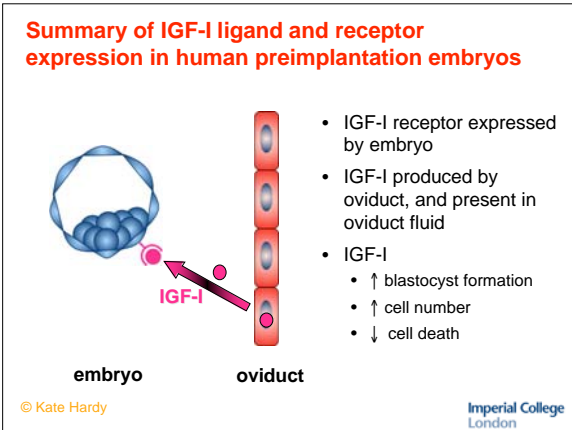 Summary of IGF-I ligand and receptor
expression in human preimplantation embryos
• IGF-I receptor expressed
by embryo
• IGF-I produced by
oviduct, and present in
oviduct fluid
• IGF-I
• ↑ blastocyst formation
• ↑ cell number
• ↓ cell death
IGF-I
embryo
oviduct
© Kate Hardy
Imperial College
London